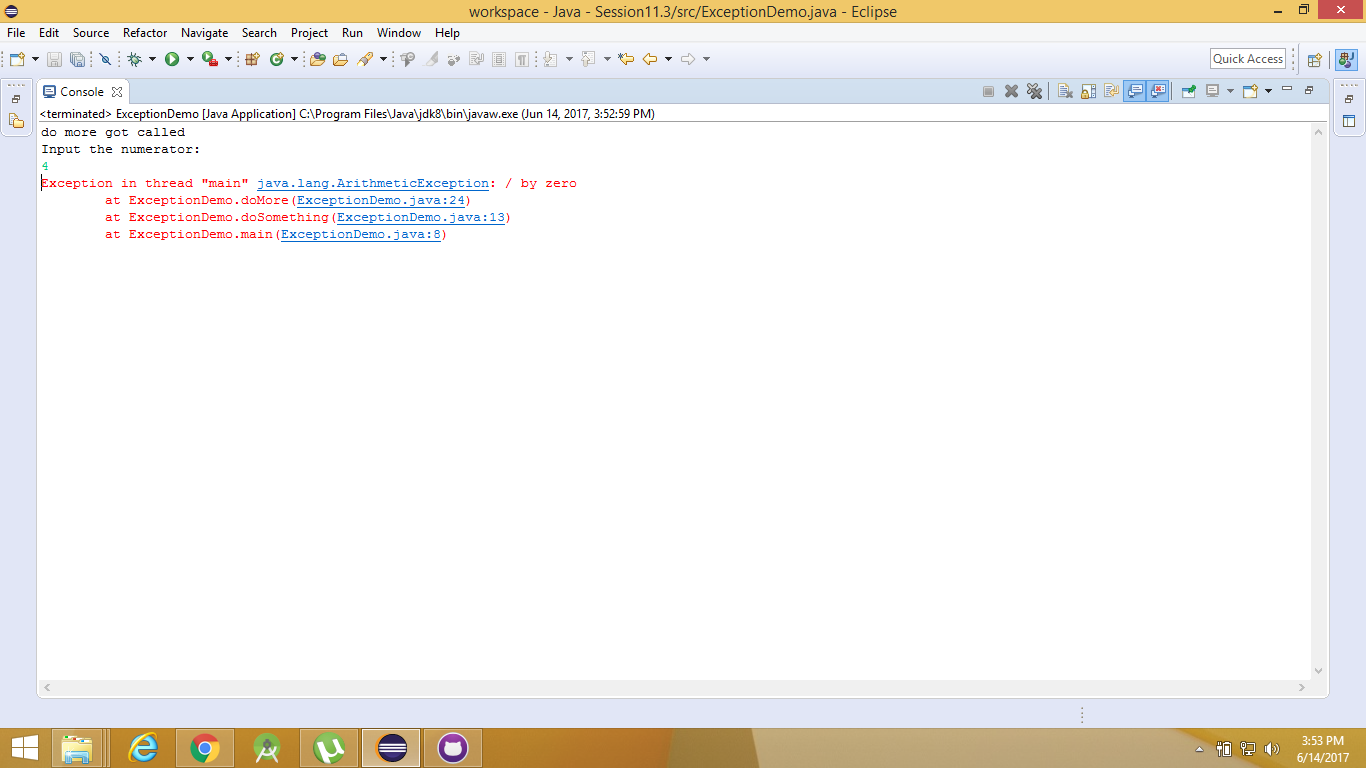 workspace - Java - Session11.3/src/ExceptionDemo.java - Eclipse
File Edit Source Refactor Navigate Search Project Run Window Help
Quick Access
Console
<terminated> ExceptionDemo [Java Application] C:\Program Files\Java\jdk8\bin\javaw.exe (Jun 14, 2017, 3:52:59 PM)
do more got called
Input the numerator:
4
Exception in thread "main" java.lang.ArithmeticException: / by zero
at ExceptionDemo.doMore(ExceptionDemo.java:24)
at ExceptionDemo.doSomething(ExceptionDemo.java:13)
at ExceptionDemo.main(ExceptionDemo.java:8)
3:53 PM
6/14/2017